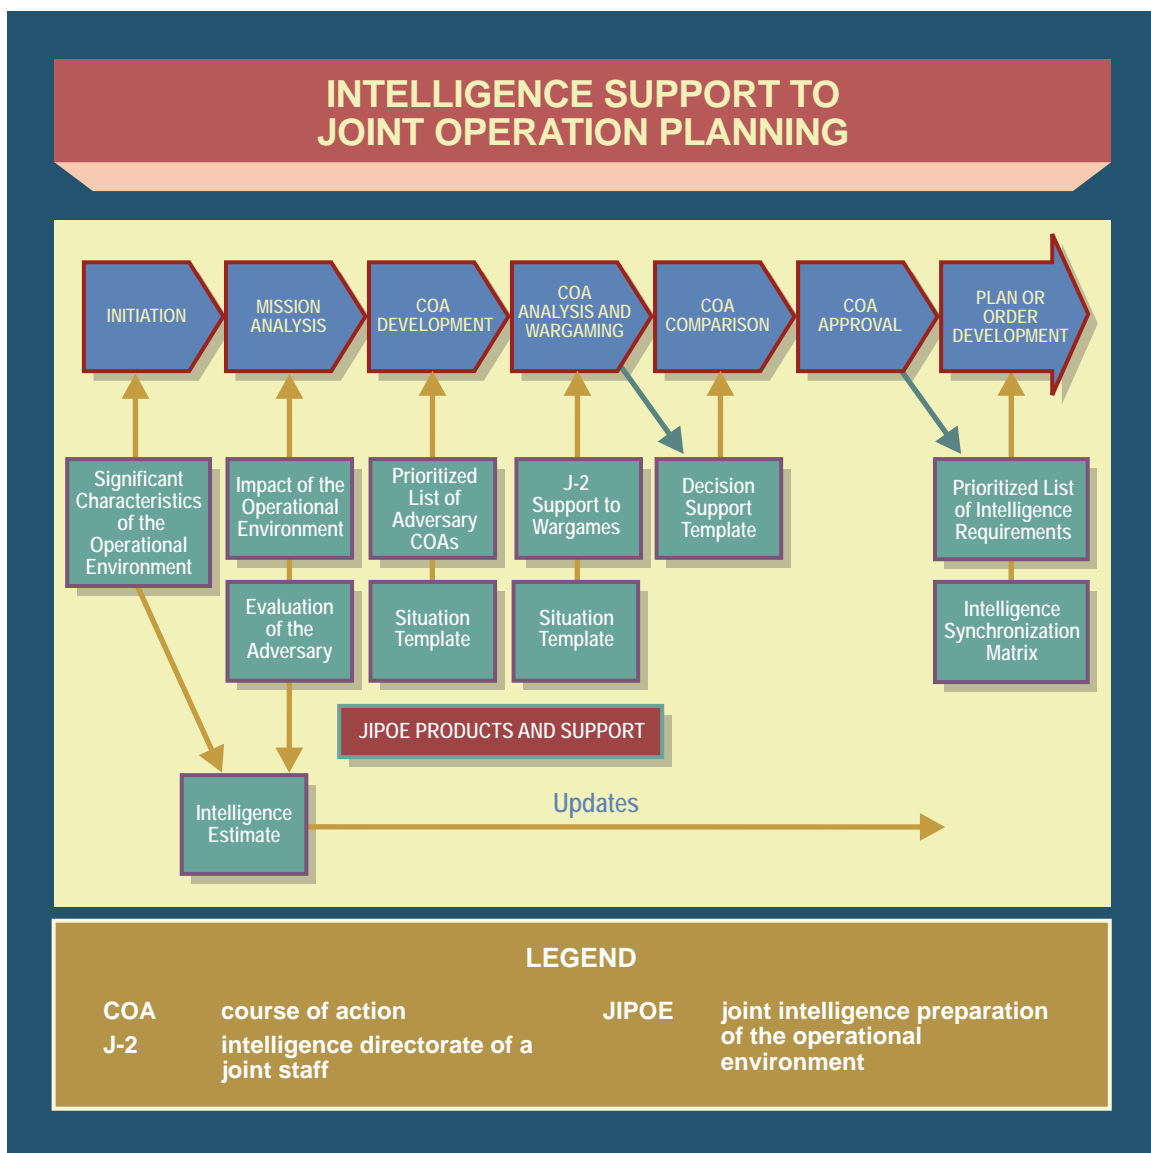 INTELLIGENCE SUPPORT TO
JOINT OPERATION PLANNING
INITIATION
MISSION
ANALYSIS
COA
DEVELOPMENT
COA
ANALYSIS AND
WARGAMING
COA
COMPARISON
COA
APPROVAL
PLAN OR
ORDER
DEVELOPMENT
Significant
Characteristics
of the
Operational
Environment
Impact of the
Operational
Environment
Prioritized
List of
Adversary
COAs
J-2
Support to
Wargames
Decision
Support
Template
Prioritized List
of Intelligence
Requirements
Evaluation
of the
Adversary
Situation
Template
Situation
Template
Intelligence
Synchronization
Matrix
JIPOE PRODUCTS AND SUPPORT
Intelligence
Estimate
Updates
LEGEND
COA course of action
J-2 intelligence directorate of a
joint staff
JIPOE joint intelligence preparation
of the operational
environment